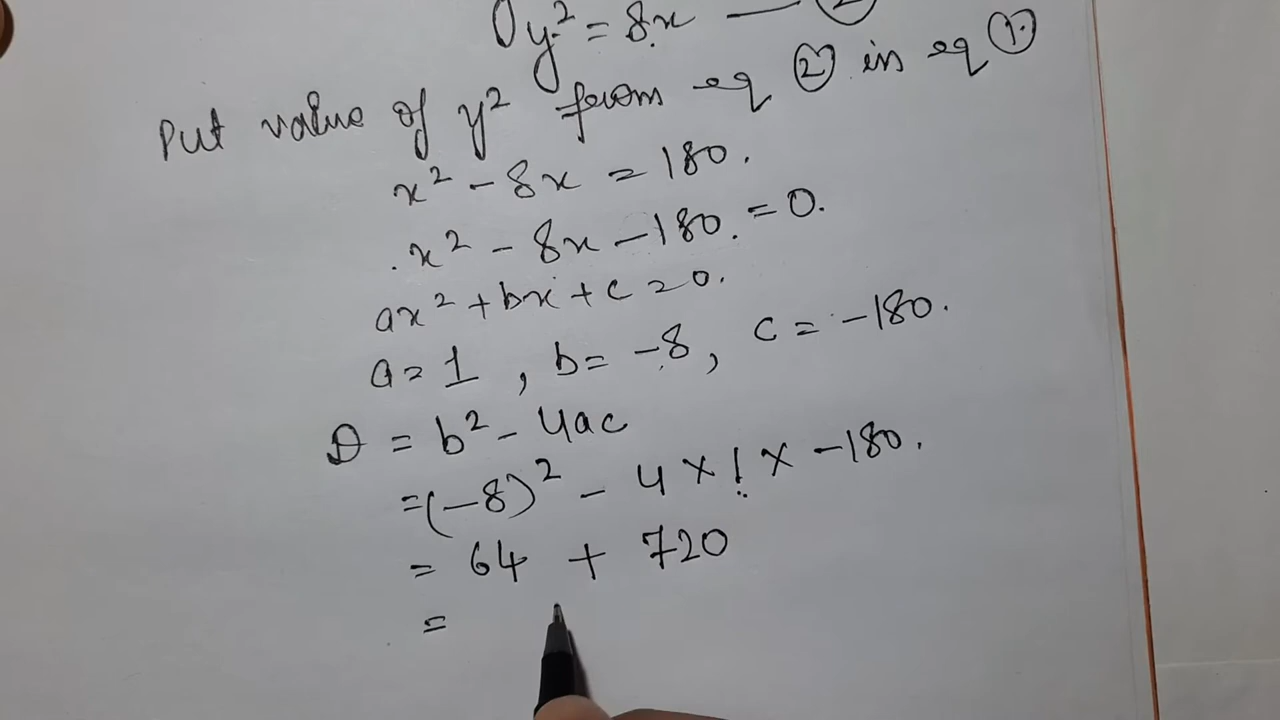 y² = 8x — ②
Put value of y² from eq ② in eq ①.
x² - 8x = 180.
x² - 8x - 180 = 0.
ax² + bx + c = 0.
a = 1, b = -8, c = -180.
D = b² - 4ac
= (-8)² - 4 × 1 × -180.
= 64 + 720
=